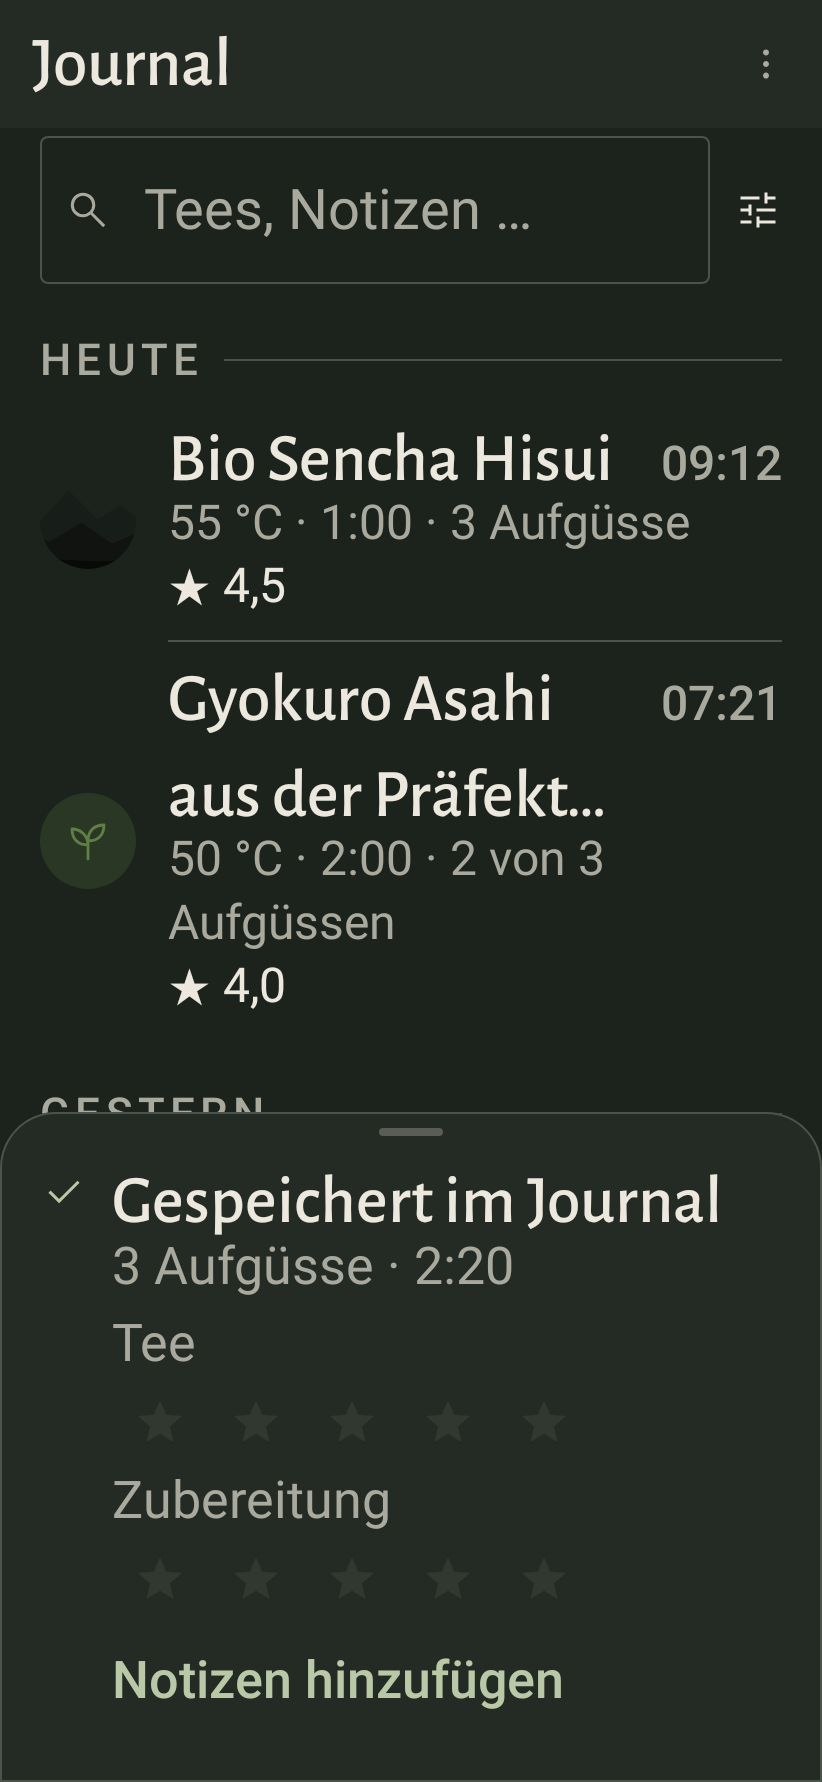 Journal
Tees, Notizen ...
HEUTE
Bio Sencha Hisui 09:12
55 °C · 1:00 · 3 Aufgüsse
★ 4,5
Gyokuro Asahi 07:21
aus der Präfekt...
50 °C · 2:00 · 2 von 3
Aufgüssen
★ 4,0
GESTERN
Gespeichert im Journal
3 Aufgüsse · 2:20
Tee
Zubereitung
Notizen hinzufügen